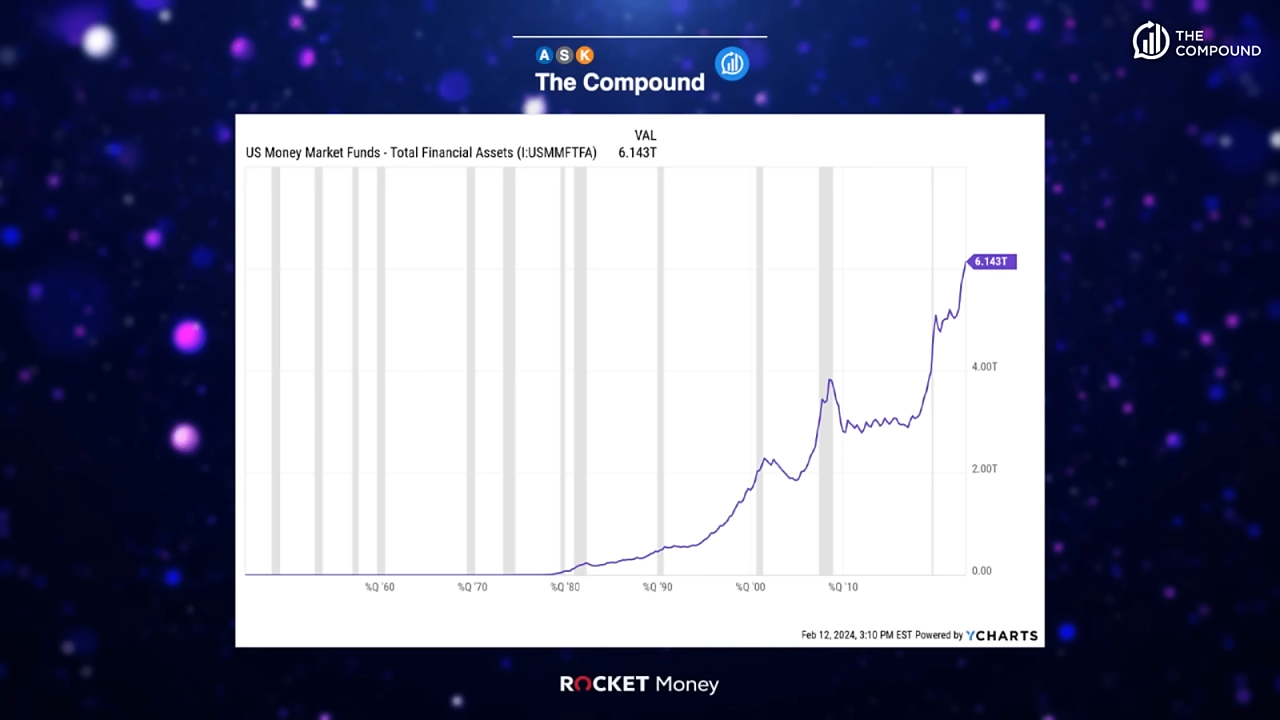 A S K
The Compound
THE
COMPOUND
VAL
US Money Market Funds - Total Financial Assets (I:USMMFTFA) 6.143T
6.143T
4.00T
2.00T
0.00
%Q '60 %Q '70 %Q '80 %Q '90 %Q '00 %Q '10
Feb 12, 2024, 3:10 PM EST Powered by YCHARTS
ROCKET Money